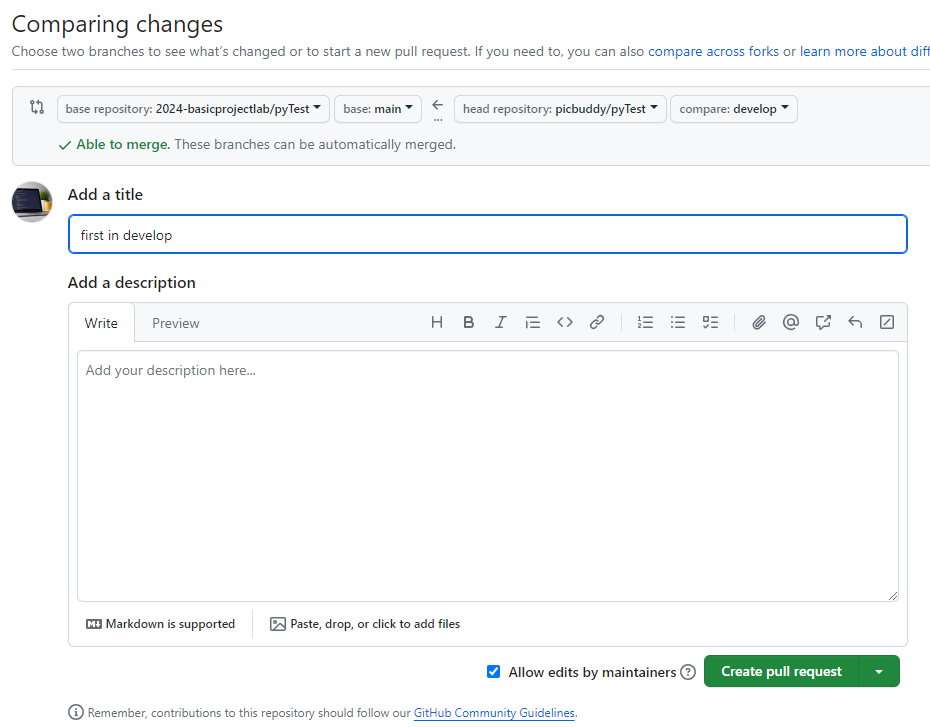 Comparing changes
Choose two branches to see what's changed or to start a new pull request. If you need to, you can also compare across forks or learn more about diff
base repository: 2024-basicprojectlab/pyTest base: main ... head repository: picbuddy/pyTest compare: develop
Able to merge. These branches can be automatically merged.
Add a title
first in develop
Add a description
Write Preview
Add your description here...
Markdown is supported Paste, drop, or click to add files
Allow edits by maintainers Create pull request
Remember, contributions to this repository should follow our GitHub Community Guidelines.